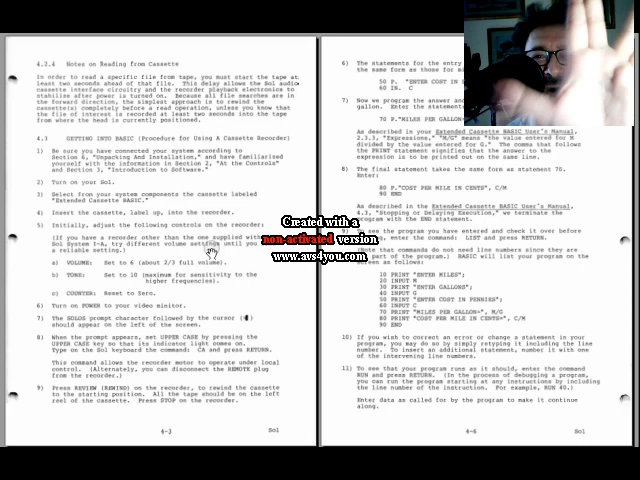 4.2.4 Notes on Reading from Cassette
In order to read a specific file from tape, you must start the tape at
least two seconds ahead of that file. This delay allows the Sol audio
cassette interface circuitry and the recorder playback electronics to
stabilize after power is turned on. Because all file searches are in
the forward direction, the simplest approach is to rewind the
cassette(s) completely before a read operation, unless you know that
the file of interest is recorded at least two seconds into the tape
from where the head is currently positioned.
4.3 GETTING INTO BASIC (Procedure for Using A Cassette Recorder)
1) Be sure you have connected your system according to
Section 6, "Unpacking And Installation," and have familiarized
yourself with the information in Section 2, "At the Controls"
and Section 3, "Introduction to Software."
2) Turn on your Sol.
3) Select from your system components the cassette labeled
"Extended Cassette BASIC."
4) Insert the cassette, label up, into the recorder.
5) Initially, adjust the following controls on the recorder:
(If you have a recorder other than the one supplied with
Sol System I-A, try different volume settings until you
a reliable setting.)
a) VOLUME: Set to 6 (about 2/3 full volume).
b) TONE: Set to 10 (maximum for sensitivity to the
higher frequencies).
c) COUNTER: Reset to Zero.
6) Turn on POWER to your video monitor.
7) The SOLOS prompt character followed by the cursor
should appear on the left of the screen.
8) When the prompt appears, set UPPER CASE by pressing the
UPPER CASE key so that its indicator light comes on.
Type on the Sol keyboard the command: CA and press RETURN.
This command allows the recorder motor to operate under local
control. (Alternately, you can disconnect the REMOTE plug
from the recorder.)
9) Press REVIEW (REWIND) on the recorder, to rewind the cassette
to the starting position. All the tape should be on the left
reel of the cassette. Press STOP on the recorder.
4-3 Sol
6) The statements for the entry
the same form as those for
50 P. "ENTER COST IN
60 IN. C
7) Now we program the answer
gallon. Enter the statement
70 P."MILES PER GALLON
As described in your Extended Cassette BASIC User's Manual,
2.3.3, "Expressions," "M/G" means "the value entered for M
divided by the value entered for G." The comma that follows
the PRINT statement signifies that the answer to the
expression is to be printed out on the same line.
8) The final statement takes the same form as statement 70.
Enter:
80 P."COST PER MILE IN CENTS", C/M
90 END
As described in the Extended Cassette BASIC User's Manual,
4.3, "Stopping or Delaying Execution," we terminate the
program with the END statement.
see the program you have entered and check it over before
running, enter the command: LIST and press RETURN.
(Note that commands do not need line numbers since they are
part of the program.) BASIC will list your program on the
screen as follows:
10 PRINT "ENTER MILES";
20 INPUT M
30 PRINT "ENTER GALLONS";
40 INPUT G
50 PRINT "ENTER COST IN PENNIES";
60 INPUT C
70 PRINT "MILES PER GALLON=", M/G
80 PRINT "COST PER MILE IN CENTS=", C/M
90 END
10) If you wish to correct an error or change a statement in your
program, you may do so by simply retyping it including the line
number. To insert an additional statement, number it with one
of the intervening line numbers.
11) To see that your program runs as it should, enter the command
RUN and press RETURN. (In the process of debugging a program,
you can run the program starting at any instructions by including
the line number of the instruction. For example, RUN 40.)
Enter data as called for by the program to make it continue
along.
4-6 Sol
Created with a
non-activated version
www.avs4you.com